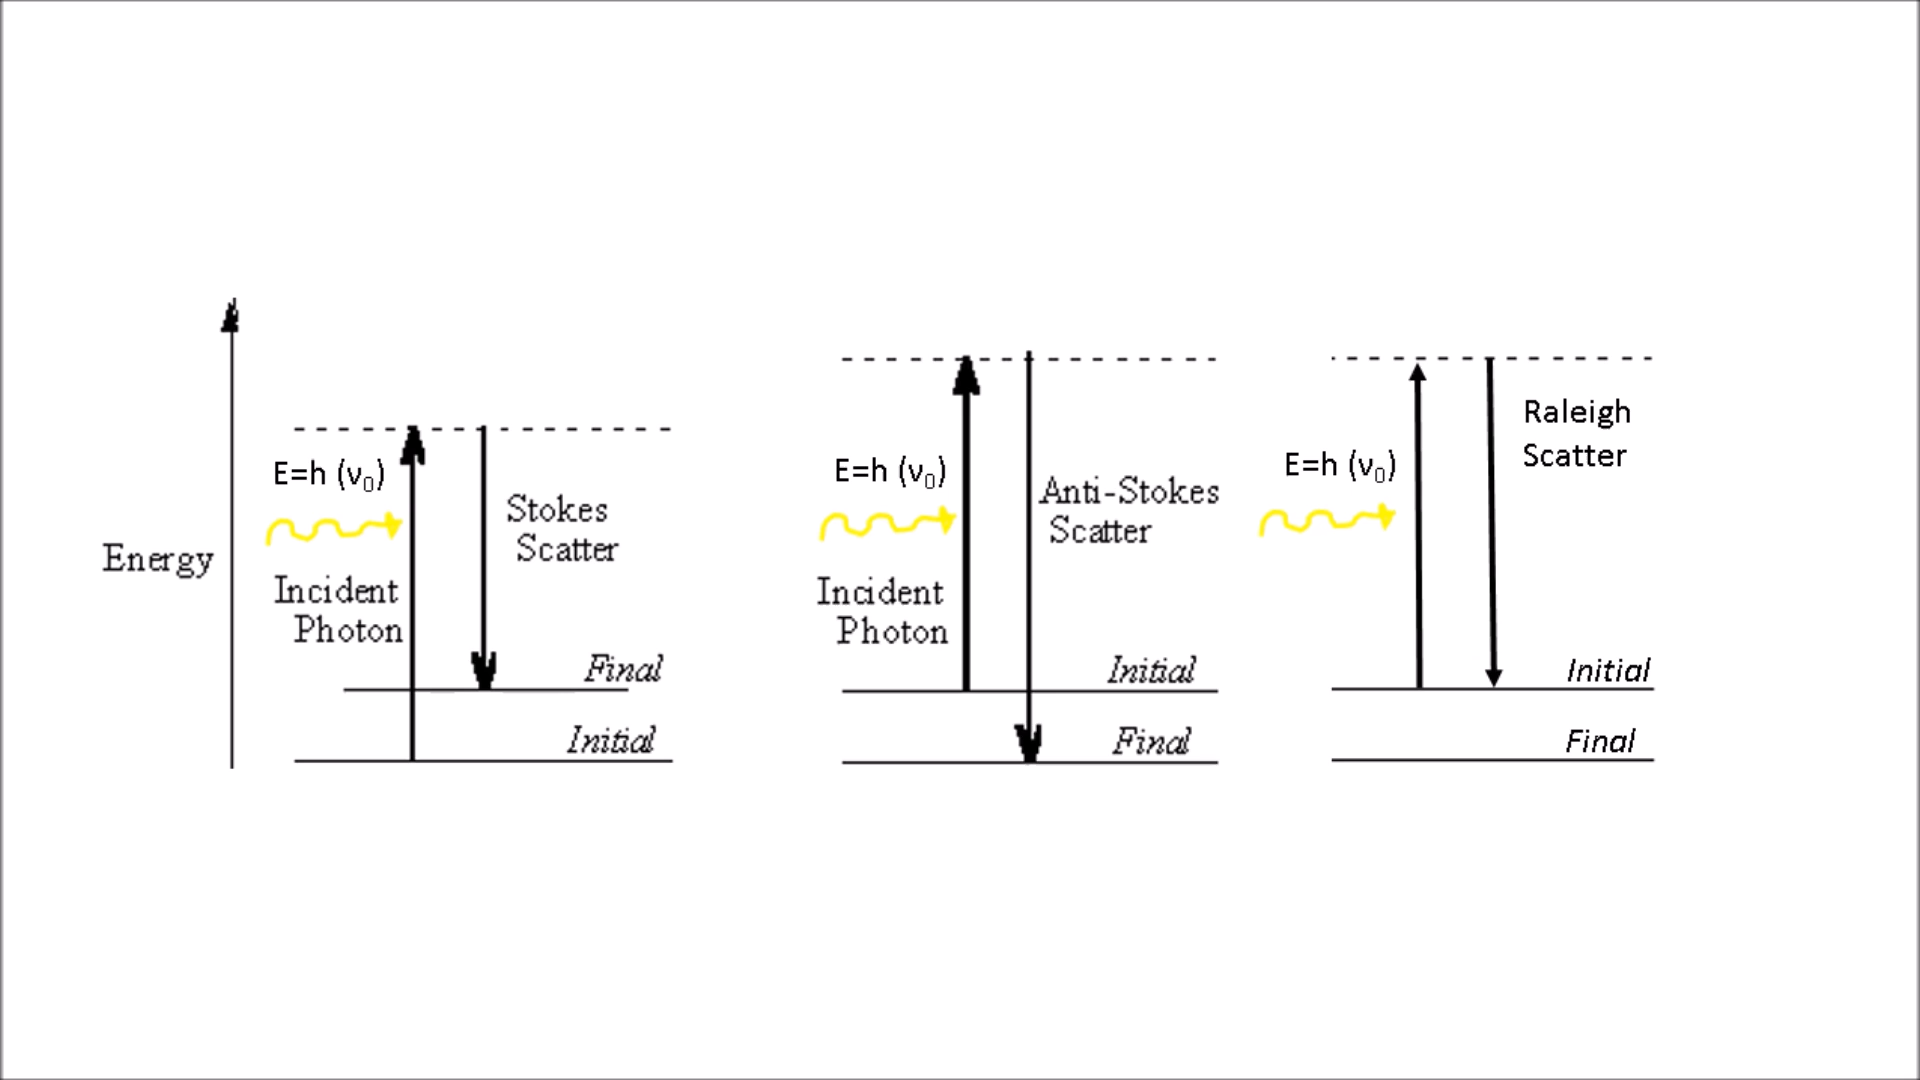 Energy
E=h (ν₀)
Incident
Photon
Stokes
Scatter
Final
Initial
E=h (ν₀)
Incident
Photon
Anti-Stokes
Scatter
Initial
Final
E=h (ν₀)
Raleigh
Scatter
Initial
Final